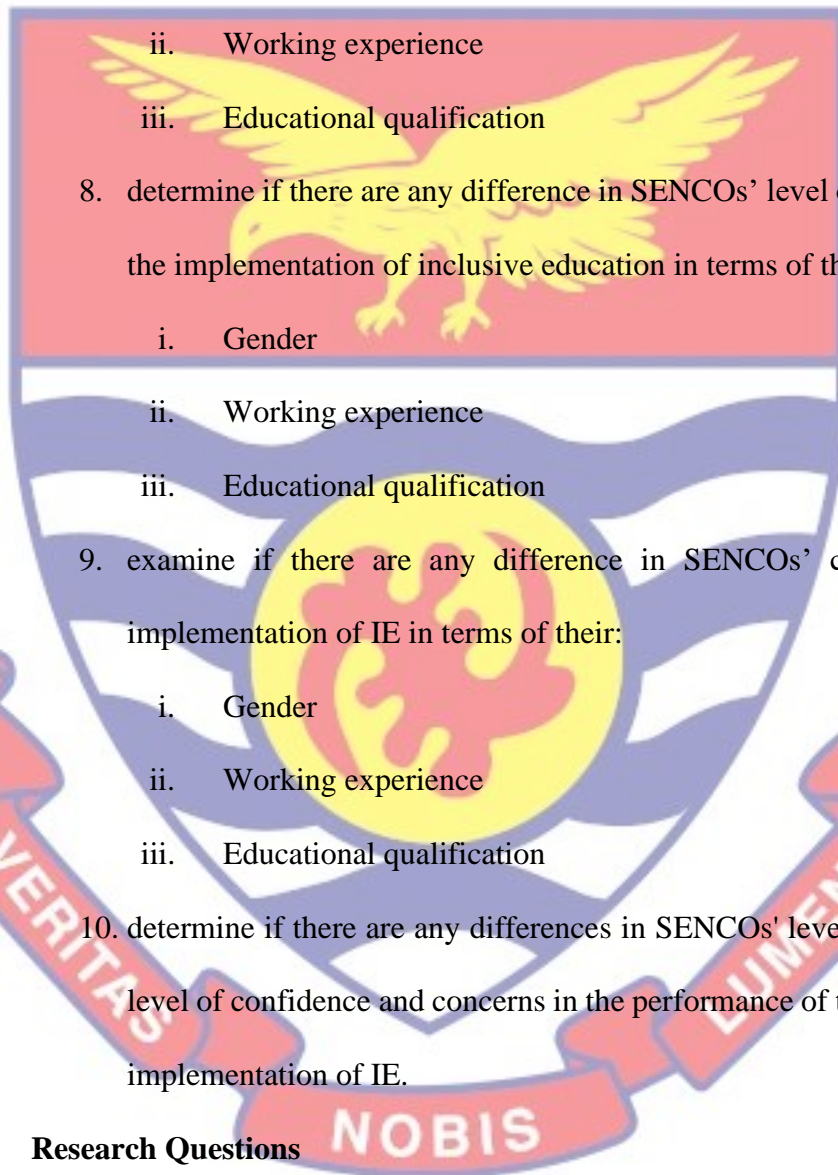 ii. Working experience
iii. Educational qualification
8. determine if there are any difference in SENCOs’ level
the implementation of inclusive education in terms of
i. Gender
ii. Working experience
iii. Educational qualification
9. examine if there are any difference in SENCOs’
implementation of IE in terms of their:
i. Gender
ii. Working experience
iii. Educational qualification
10. determine if there are any differences in SENCOs' leve
level of confidence and concerns in the performance of
implementation of IE.
Research Questions
VERITAS
NOBIS
LUMEN